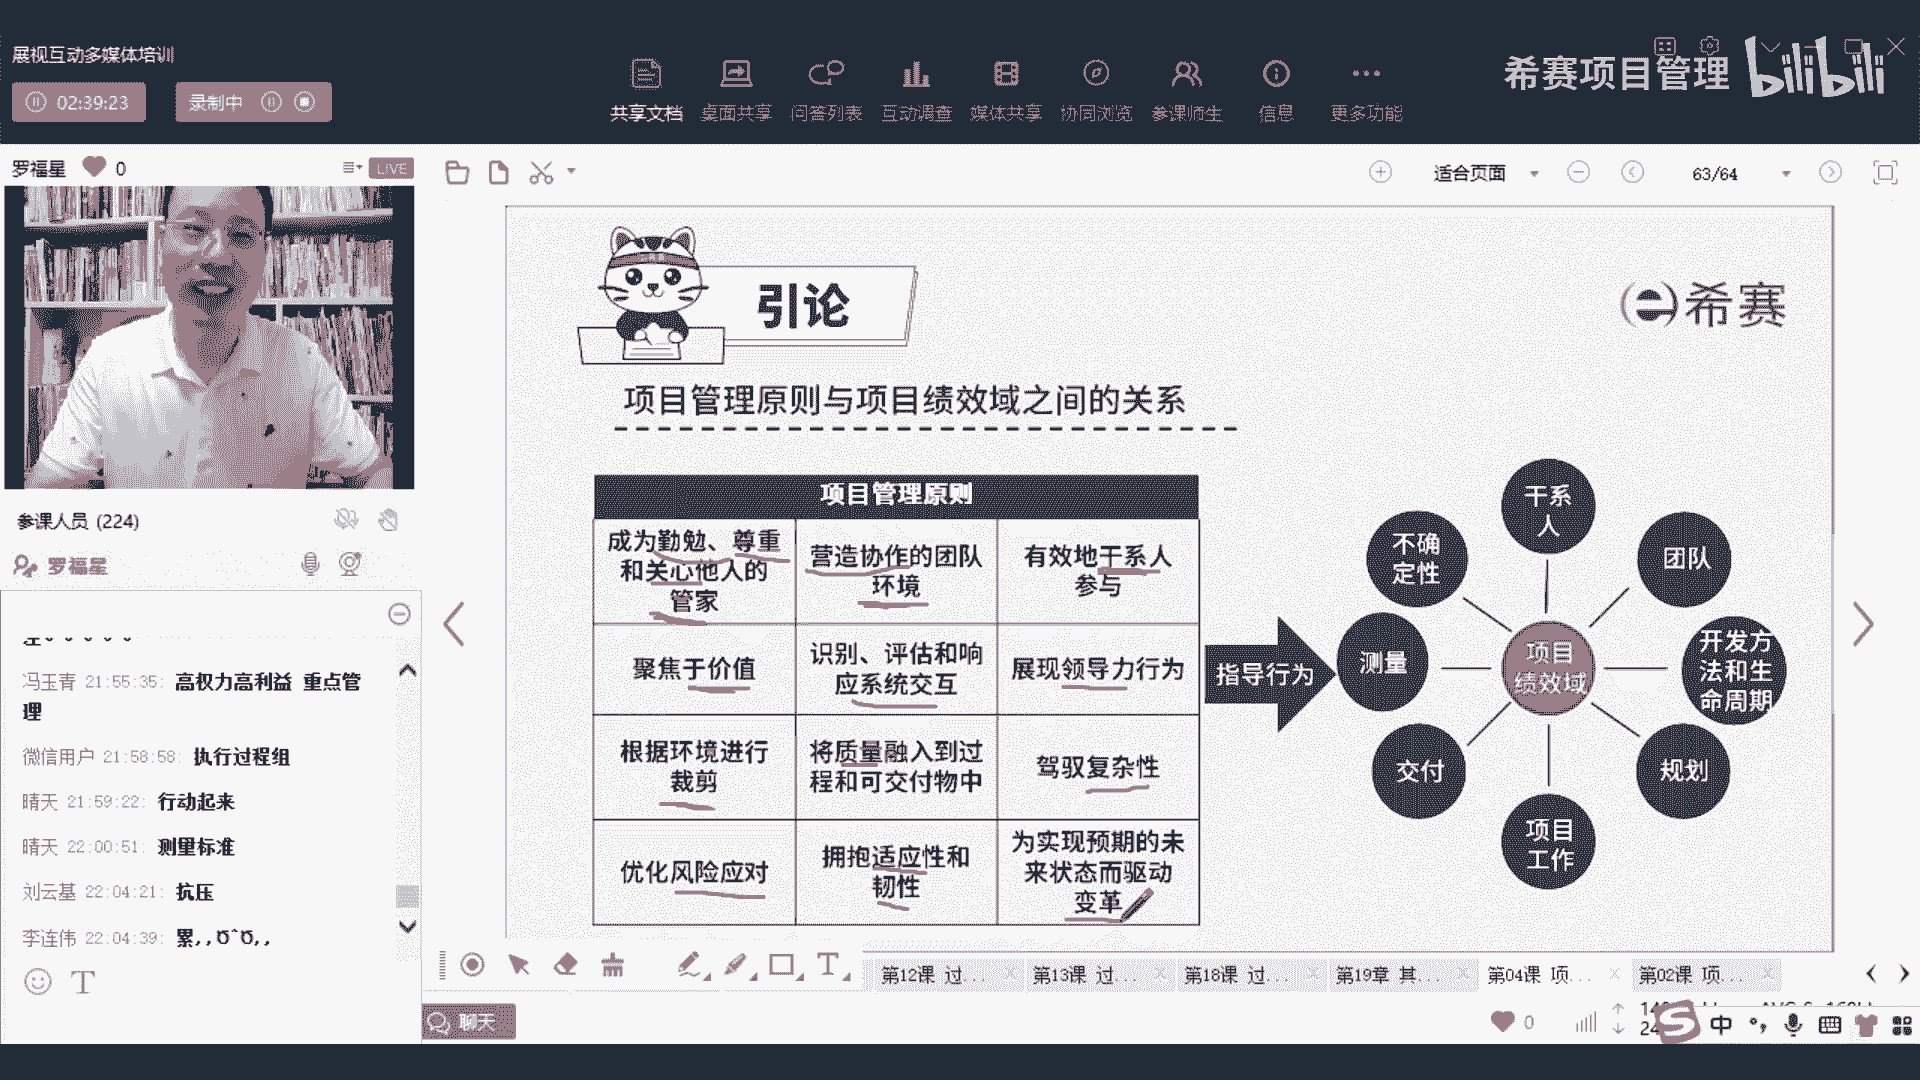 展视互动多媒体培训
02:39:23
录制中
共享文档
桌面共享
问答列表
互动调查
媒体共享
协同浏览
参课师生
信息
更多功能
希赛项目管理
bilibili
罗福星
0
LIVE
适合页面
63/64
参课人员 (224)
罗福星
冯玉青 21:55:35: 高权力高利益 重点管
理
微信用户 21:58:58: 执行过程组
晴天 21:59:22: 行动起来
晴天 22:00:51: 测量标准
刘云基 22:04:21: 抗压
李连伟 22:04:39: 累,
引论
希赛
项目管理原则与项目绩效域之间的关系
项目管理原则
成为勤勉、尊重
和关心他人的
管家
营造协作的团队
环境
有效地干系人
参与
聚焦于价值
识别、评估和响
应系统交互
展现领导力行为
根据环境进行
裁剪
将质量融入到过
程和可交付物中
驾驭复杂性
优化风险应对
拥抱适应性和
韧性
为实现预期的未
来状态而驱动
变革
指导行为
项目
绩效域
干系
人
团队
开发方
法和生
命周期
规划
项目
工作
交付
测量
不确
定性
T
T
第12课 过...
第13课 过...
第18课 过...
第19章 其...
第04课 项...
第02课 项...
聊天
0
S
中